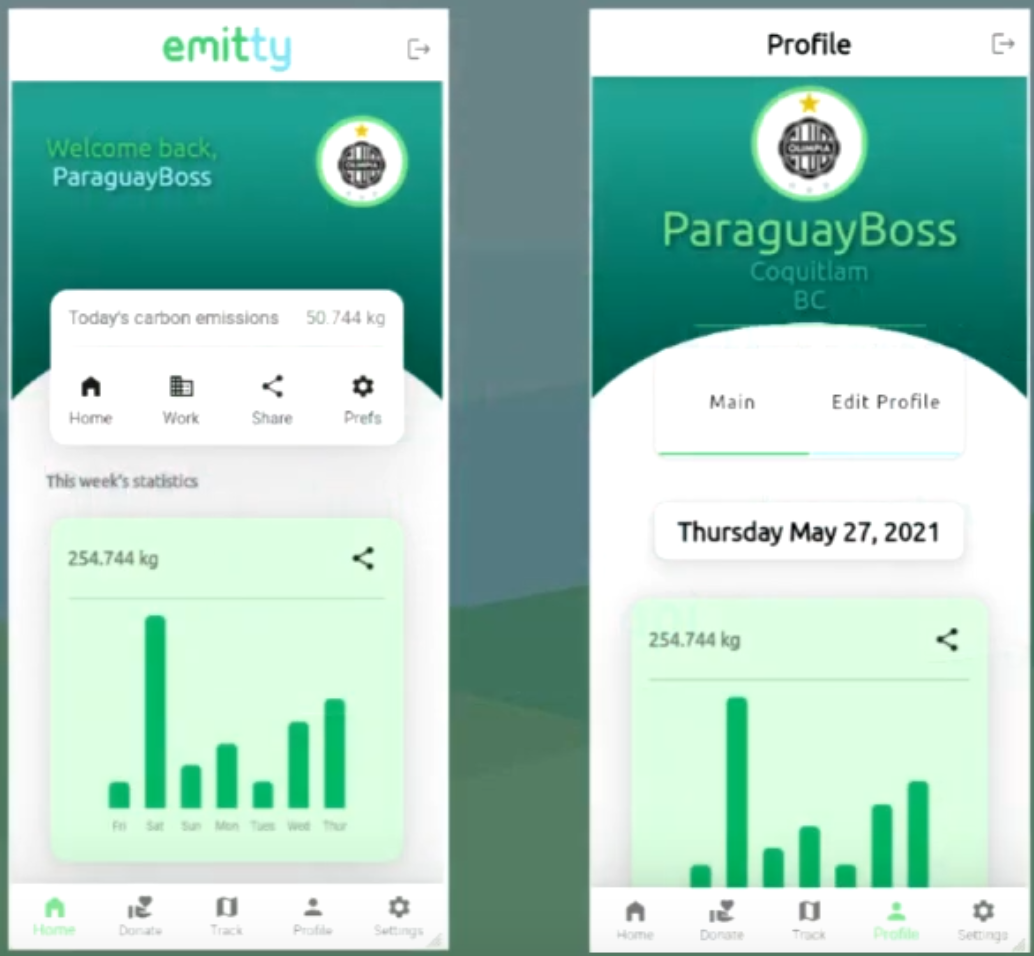 emitty
Welcome back,
ParaguayBoss
OLIMPIA
Today's carbon emissions 50.744 kg
Home Work Share Prefs
This week's statistics
254.744 kg
Fri Sat Sun Mon Tues Wed Thur
Home Donate Track Profile Settings
Profile
OLIMPIA
ParaguayBoss
Coquitlam
BC
Main Edit Profile
Thursday May 27, 2021
254.744 kg
Home Donate Track Profile Settings